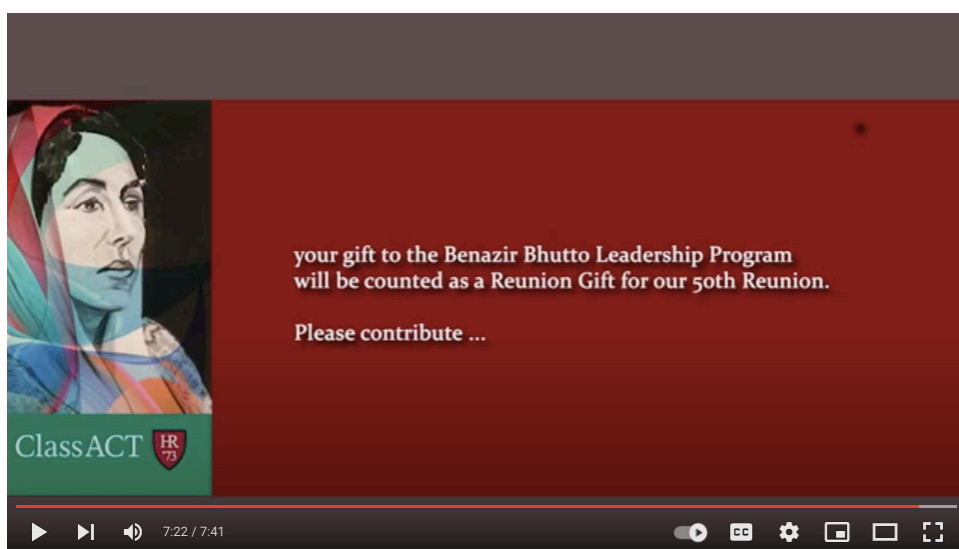 your gift to the Benazir Bhutto Leadership Program
will be counted as a Reunion Gift for our 50th Reunion.
Please contribute ...
ClassACT HR
'73
7:22 / 7:41
CC